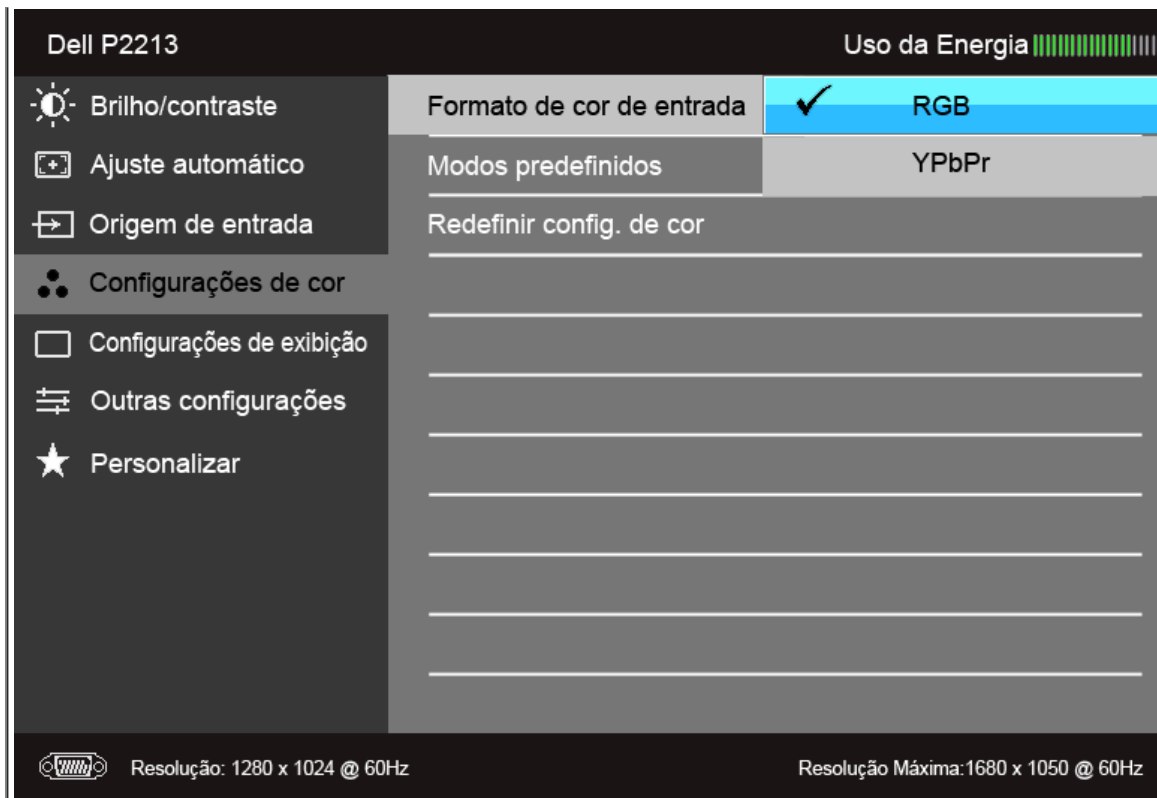 Dell P2213
Uso da Energia
Brilho/contraste
Formato de cor de entrada
RGB
Ajuste automático
Modos predefinidos
YPbPr
Origem de entrada
Redefinir config. de cor
Configurações de cor
Configurações de exibição
Outras configurações
Personalizar
Resolução: 1280 x 1024 @ 60Hz
Resolução Máxima:1680 x 1050 @ 60Hz